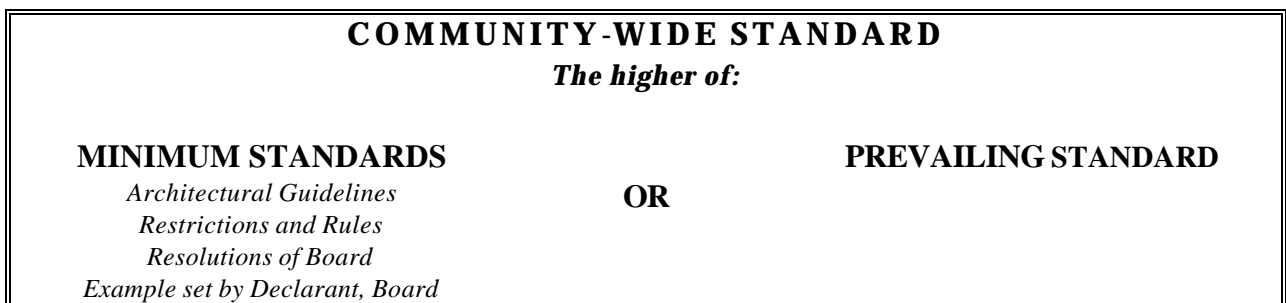 COMMUNITY-WIDE STANDARD
The higher of:
MINIMUM STANDARDS
PREVAILING STANDARD
Architectural Guidelines
OR
Restrictions and Rules
Resolutions of Board
Example set by Declarant, Board